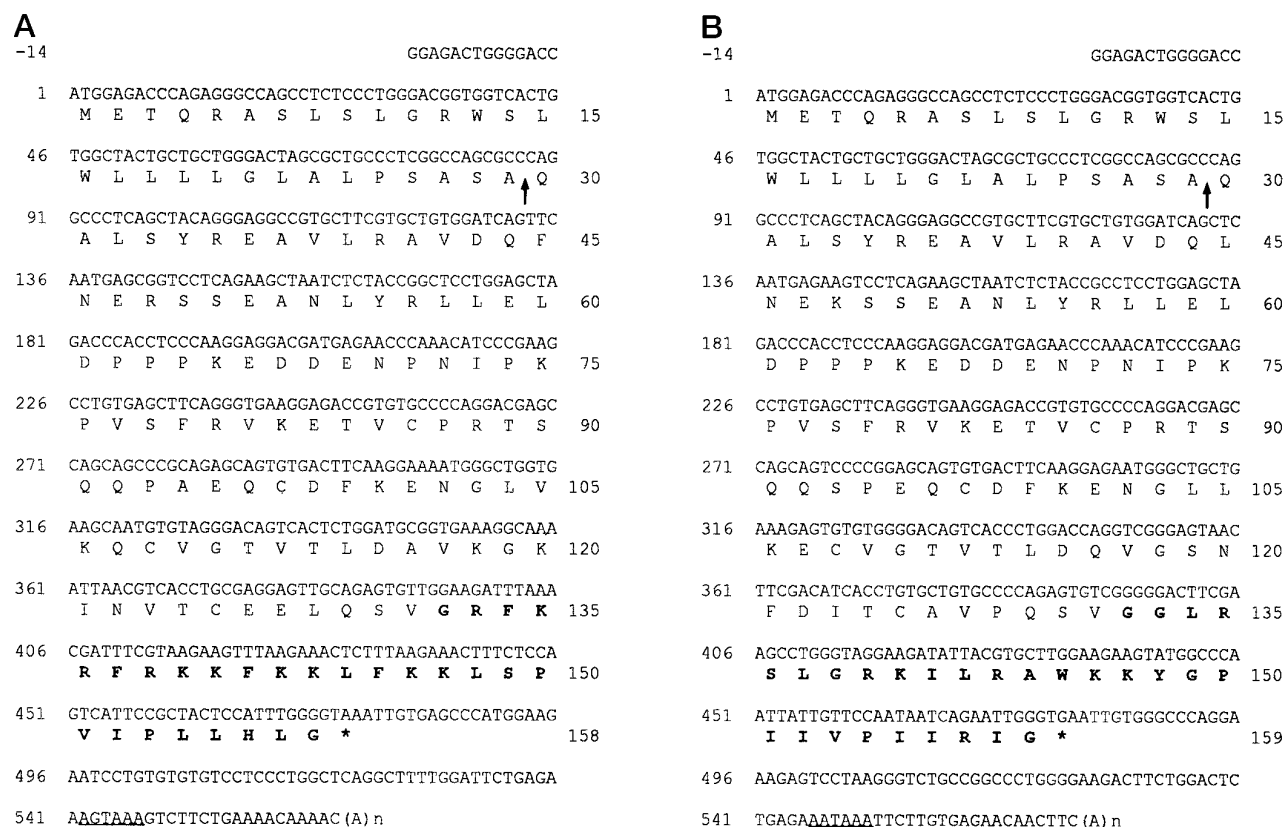 A
-14 GGAGACTGGGGACC
1 ATGGAGACCCAGAGGGCCAGCCTCTCCCTGGGACGGTGGTCACTG
M E T Q R A S L S L G R W S L 15
46 TGGCTACTGCTGCTGGGACTAGCGCTGCCCTCGGCCAGCGCCCAG
W L L L L G L A L P S A S A Q 30
91 GCCCTCAGCTACAGGGAGGCCGTGCTTCGTGCTGTGGATCAGTTC
A L S Y R E A V L R A V D Q F 45
136 AATGAGCGGTCCTCAGAAGCTAATCTCTACCGGCTCCTGGAGCTA
N E R S S E A N L Y R L L E L 60
181 GACCCACCTCCCAAGGAGGACGATGAGAACCCAAACATCCCGAAG
D P P P K E D D E N P N I P K 75
226 CCTGTGAGCTTCAGGGTGAAGGAGACCGTGTGCCCCAGGACGAGC
P V S F R V K E T V C P R T S 90
271 CAGCAGCCCGCAGAGCAGTGTGACTTCAAGGAAAATGGGCTGGTG
Q Q P A E Q C D F K E N G L V 105
316 AAGCAATGTGTAGGGACAGTCACTCTGGATGCGGTGAAAGGCAAA
K Q C V G T V T L D A V K G K 120
361 ATTAACGTCACCTGCGAGGAGTTGCAGAGTGTTGGAAGATTTAAA
I N V T C E E L Q S V G R F K 135
406 CGATTTCGTAAGAAGTTTAAGAAACTCTTTAAGAAACTTTCTCCA
R F R K K F K K L F K K L S P 150
451 GTCATTCCGCTACTCCATTTGGGGTAAATTGTGAGCCCATGGAAG
V I P L L H L G * 158
496 AATCCTGTGTGTGTCCTCCCTGGCTCAGGCTTTTGGATTCTGAGA
541 AAGTAAAGTCTTCTGAAAACAAAAC(A)n
B
-14 GGAGACTGGGGACC
1 ATGGAGACCCAGAGGGCCAGCCTCTCCCTGGGACGGTGGTCACTG
M E T Q R A S L S L G R W S L 15
46 TGGCTACTGCTGCTGGGACTAGCGCTGCCCTCGGCCAGCGCCCAG
W L L L L G L A L P S A S A Q 30
91 GCCCTCAGCTACAGGGAGGCCGTGCTTCGTGCTGTGGATCAGCTC
A L S Y R E A V L R A V D Q L 45
136 AATGAGAAGTCCTCAGAAGCTAATCTCTACCGCCTCCTGGAGCTA
N E K S S E A N L Y R L L E L 60
181 GACCCACCTCCCAAGGAGGACGATGAGAACCCAAACATCCCGAAG
D P P P K E D D E N P N I P K 75
226 CCTGTGAGCTTCAGGGTGAAGGAGACCGTGTGCCCCAGGACGAGC
P V S F R V K E T V C P R T S 90
271 CAGCAGTCCCCGGAGCAGTGTGACTTCAAGGAGAATGGGCTGCTG
Q Q S P E Q C D F K E N G L L 105
316 AAAGAGTGTGTGGGGACAGTCACCCTGGACCAGGTCGGGAGTAAC
K E C V G T V T L D Q V G S N 120
361 TTCGACATCACCTGTGCTGTGCCCCAGAGTGTCGGGGGACTTCGA
F D I T C A V P Q S V G G L R 135
406 AGCCTGGGTAGGAAGATATTACGTGCTTGGAAGAAGTATGGCCCA
S L G R K I L R A W K K Y G P 150
451 ATTATTGTTCCAATAATCAGAATTGGGTGAATTGTGGGCCCAGGA
I I V P I I R I G * 159
496 AAGAGTCCTAAGGGTCTGCCGGCCCTGGGGAAGACTTCTGGACTC
541 TGAGAAATAAATTCTTGTGAGAACAACTTC(A)n